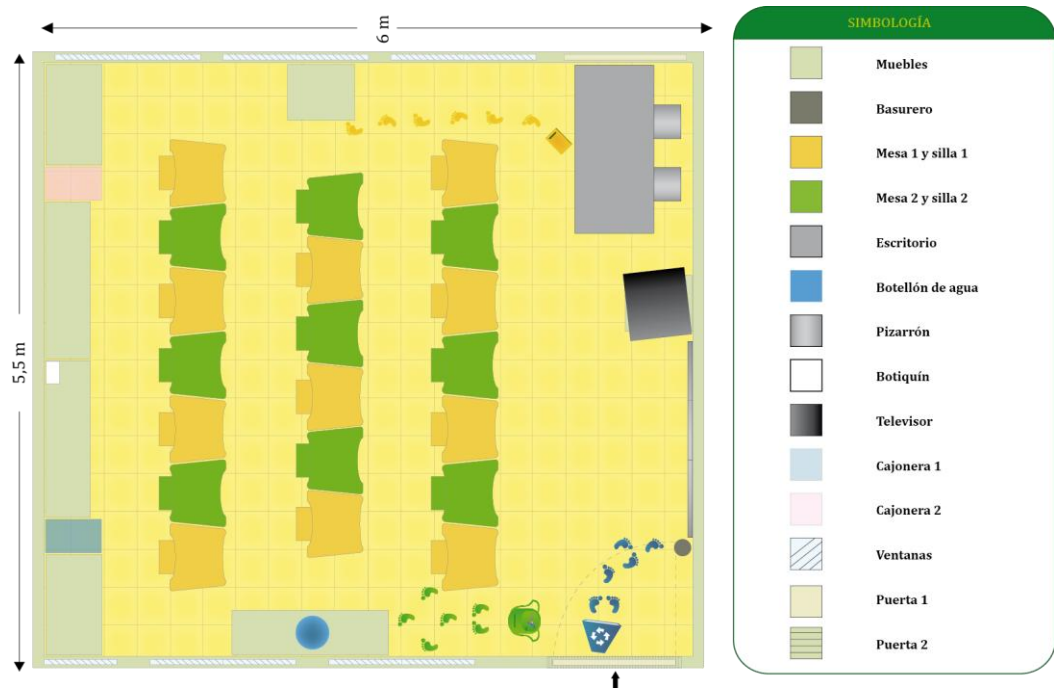 6 m
5,5 m
SIMBOLOGÍA
Muebles
Basurero
Mesa 1 y silla 1
Mesa 2 y silla 2
Escritorio
Botellón de agua
Pizarrón
Botiquín
Televisor
Cajonera 1
Cajonera 2
Ventanas
Puerta 1
Puerta 2